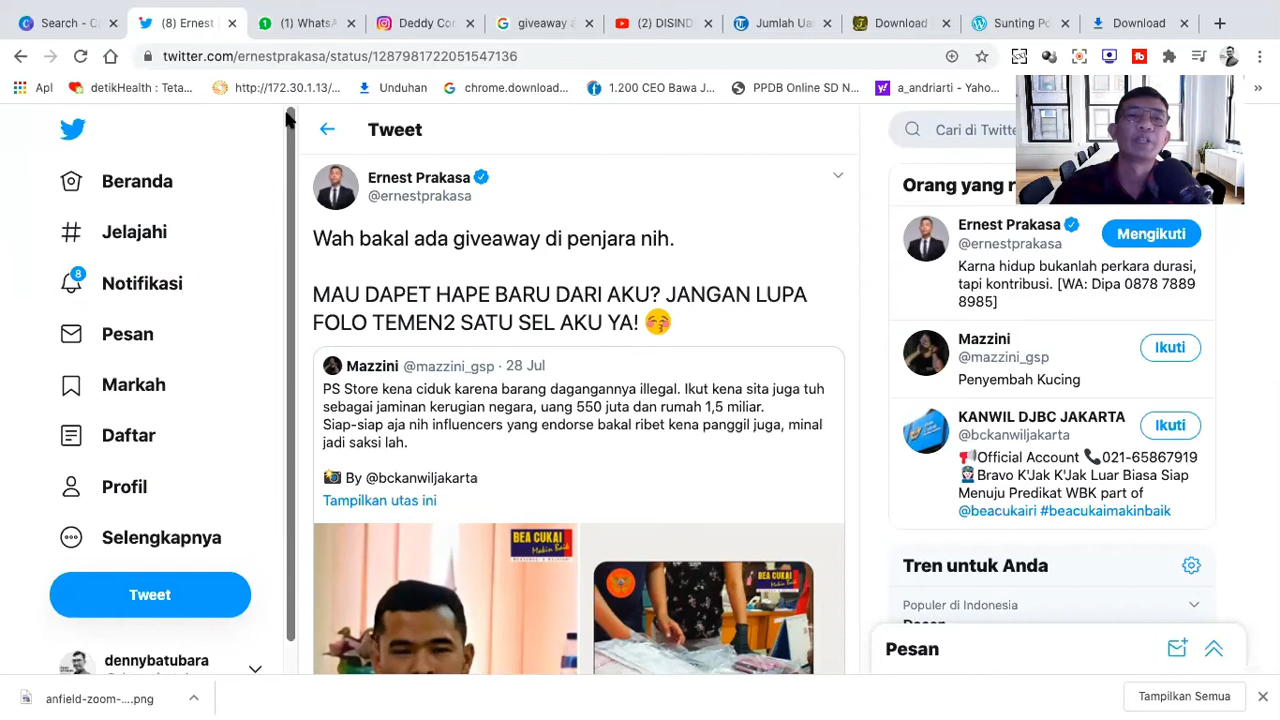 Search - C
(8) Ernest
(1) WhatsA
Deddy Cor
giveaway a
(2) DISIND
Jumlah Ua
Download
Sunting Po
Download
twitter.com/ernestprakasa/status/1287981722051547136
Apl
detikHealth : Teta...
http://172.30.1.13/...
Unduhan
chrome.download...
1.200 CEO Bawa J...
PPDB Online SD N...
a_andriarti - Yahoo...
Beranda
Jelajahi
8
Notifikasi
Pesan
Markah
Daftar
Profil
Selengkapnya
Tweet
dennybatubara
Tweet
Ernest Prakasa
@ernestprakasa
Wah bakal ada giveaway di penjara nih.
MAU DAPET HAPE BARU DARI AKU? JANGAN LUPA
FOLO TEMEN2 SATU SEL AKU YA! 😚
Mazzini @mazzini_gsp · 28 Jul
PS Store kena ciduk karena barang dagangannya illegal. Ikut kena sita juga tuh
sebagai jaminan kerugian negara, uang 550 juta dan rumah 1,5 miliar.
Siap-siap aja nih influencers yang endorse bakal ribet kena panggil juga, minal
jadi saksi lah.
📸 By @bckanwiljakarta
Tampilkan utas ini
BEA CUKAI
Makin Baik
BEA CUKAI
Makin Baik
Cari di Twitte
Orang yang r
Ernest Prakasa
@ernestprakasa
Mengikuti
Karna hidup bukanlah perkara durasi,
tapi kontribusi. [WA: Dipa 0878 7889
8985]
Mazzini
@mazzini_gsp
Ikuti
Penyembah Kucing
KANWIL DJBC JAKARTA
@bckanwiljakarta
Ikuti
📢Official Account 📞021-65867919
Bravo K'Jak K'Jak Luar Biasa Siap
Menuju Predikat WBK part of
@beacukairi #beacukaimakinbaik
Tren untuk Anda
Populer di Indonesia
Pesan
anfield-zoom-....png
Tampilkan Semua